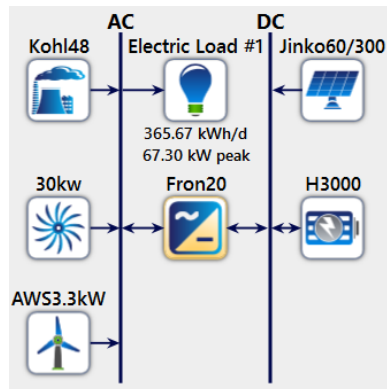 AC DC
Kohl48 Electric Load #1 Jinko60/300
365.67 kWh/d
67.30 kW peak
30kw Fron20 H3000
AWS3.3kW